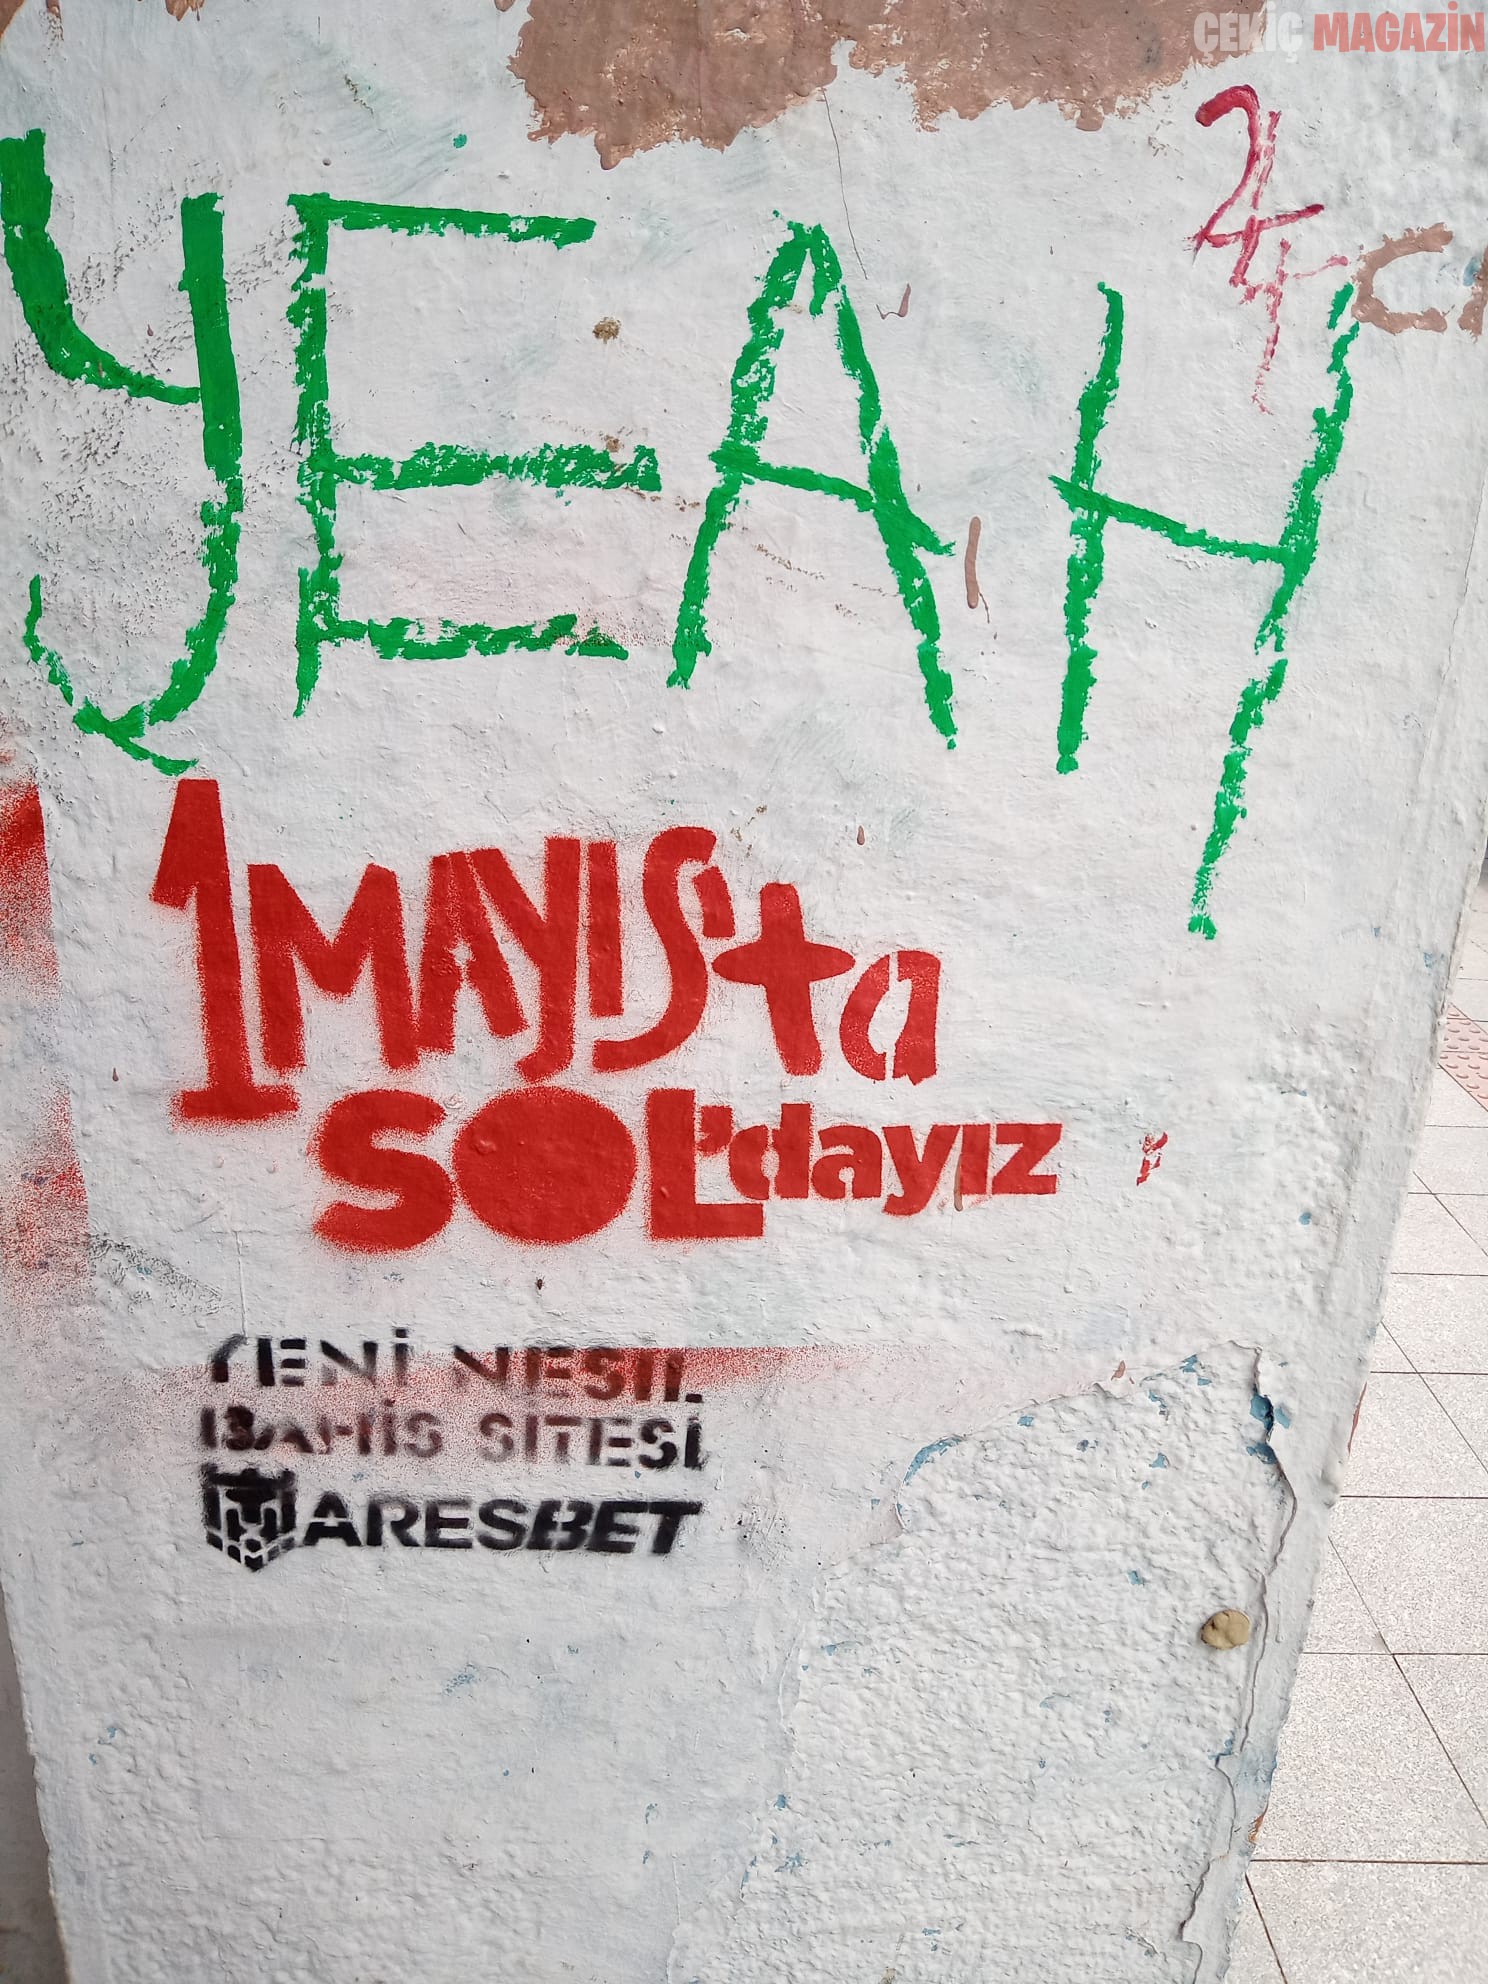 ÇEKİÇ MAGAZİN
YEAH
1 MAYIS'ta
SOL'dayız
YENİ NESİL
BAHİS SİTESİ
ARESBET